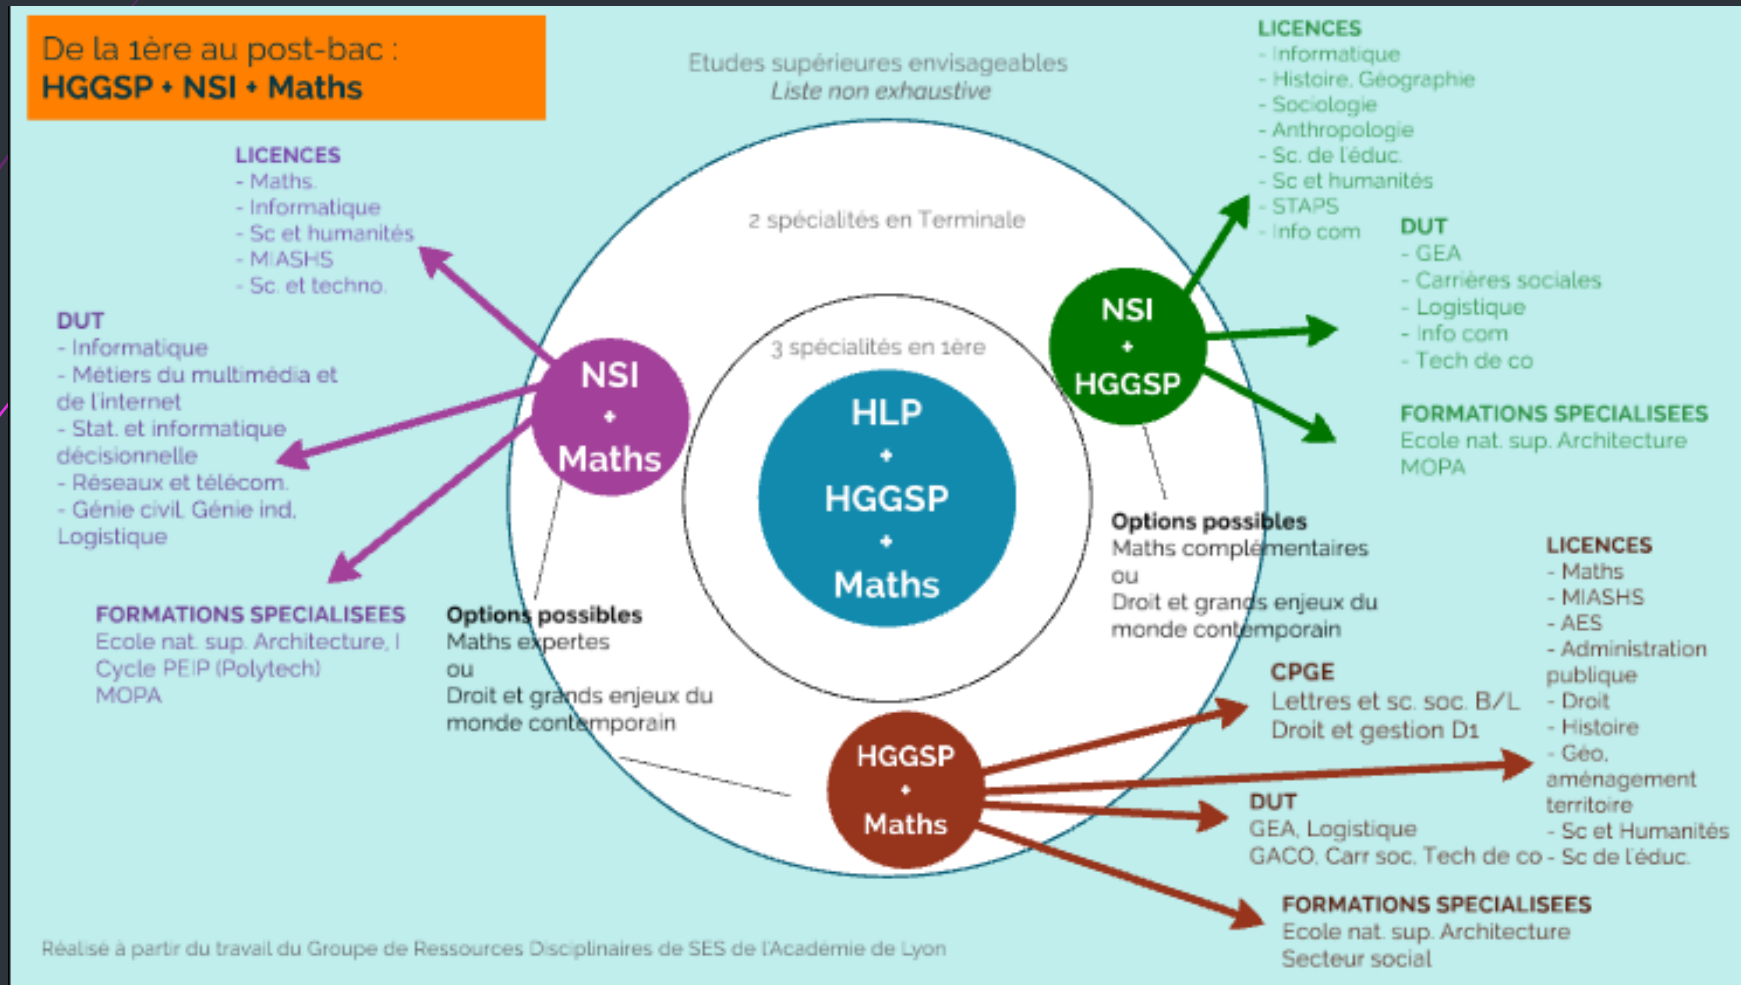 De la 1ère au post-bac :
HGGSP + NSI + Maths
Etudes supérieures envisageables
Liste non exhaustive
2 spécialités en Terminale
3 spécialités en 1ère
HLP
+
HGGSP
+
Maths
LICENCES
- Maths.
- Informatique
- Sc et humanités
- MIASHS
- Sc. et techno.
DUT
- Informatique
- Métiers du multimédia et
de l'internet
- Stat. et informatique
décisionnelle
- Réseaux et télécom.
- Génie civil, Génie ind,
Logistique
FORMATIONS SPECIALISEES
Ecole nat. sup. Architecture, I
Cycle PEIP (Polytech)
MOPA
NSI
+
Maths
Options possibles
Maths expertes
ou
Droit et grands enjeux du
monde contemporain
LICENCES
- Informatique
- Histoire, Géographie
- Sociologie
- Anthropologie
- Sc. de l'éduc.
- Sc et humanités
- STAPS
- Info com
DUT
- GEA
- Carrières sociales
- Logistique
- Info com
- Tech de co
FORMATIONS SPECIALISEES
Ecole nat. sup. Architecture
MOPA
NSI
+
HGGSP
Options possibles
Maths complémentaires
ou
Droit et grands enjeux du
monde contemporain
HGGSP
+
Maths
CPGE
Lettres et sc. soc. B/L
Droit et gestion D1
LICENCES
- Maths
- MIASHS
- AES
- Administration
publique
- Droit
- Histoire
- Géo,
aménagement
territoire
- Sc et Humanités
- Sc de l'éduc.
DUT
GEA, Logistique
GACO, Carr soc, Tech de co
FORMATIONS SPECIALISEES
Ecole nat. sup. Architecture
Secteur social
Réalisé à partir du travail du Groupe de Ressources Disciplinaires de SES de l'Académie de Lyon